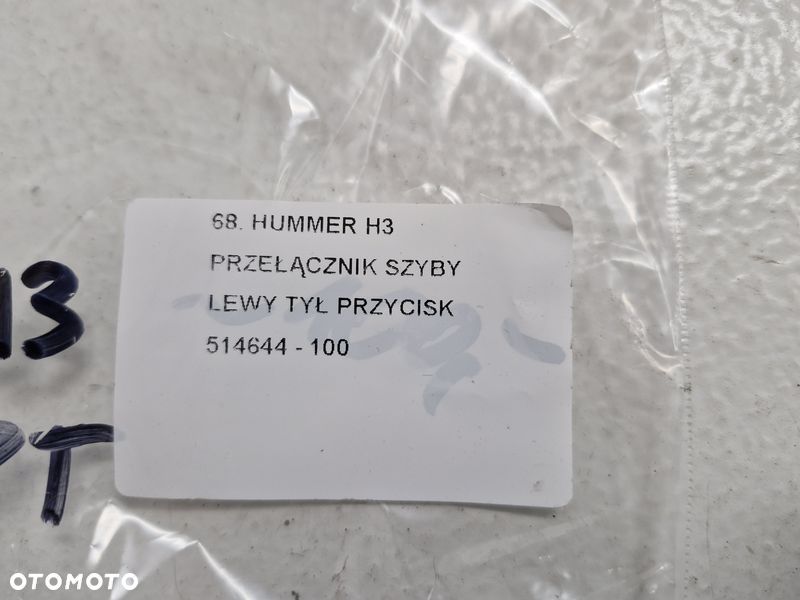 68. HUMMER H3
PRZEŁĄCZNIK SZYBY
LEWY TYŁ PRZYCISK
514644 - 100
OTOMOTO